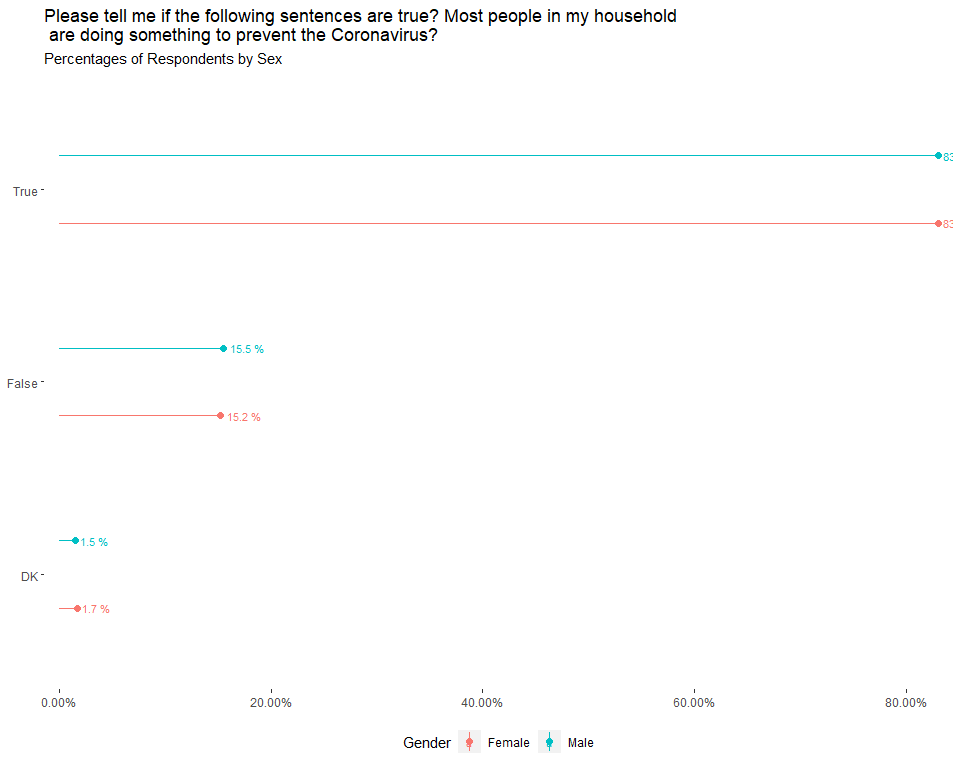 Please tell me if the following sentences are true? Most people in my household
are doing something to prevent the Coronavirus?
Percentages of Respondents by Sex
83
True
83
15.5 %
False
15.2 %
1.5 %
DK
1.7 %
0.00% 20.00% 40.00% 60.00% 80.00%
Gender Female Male